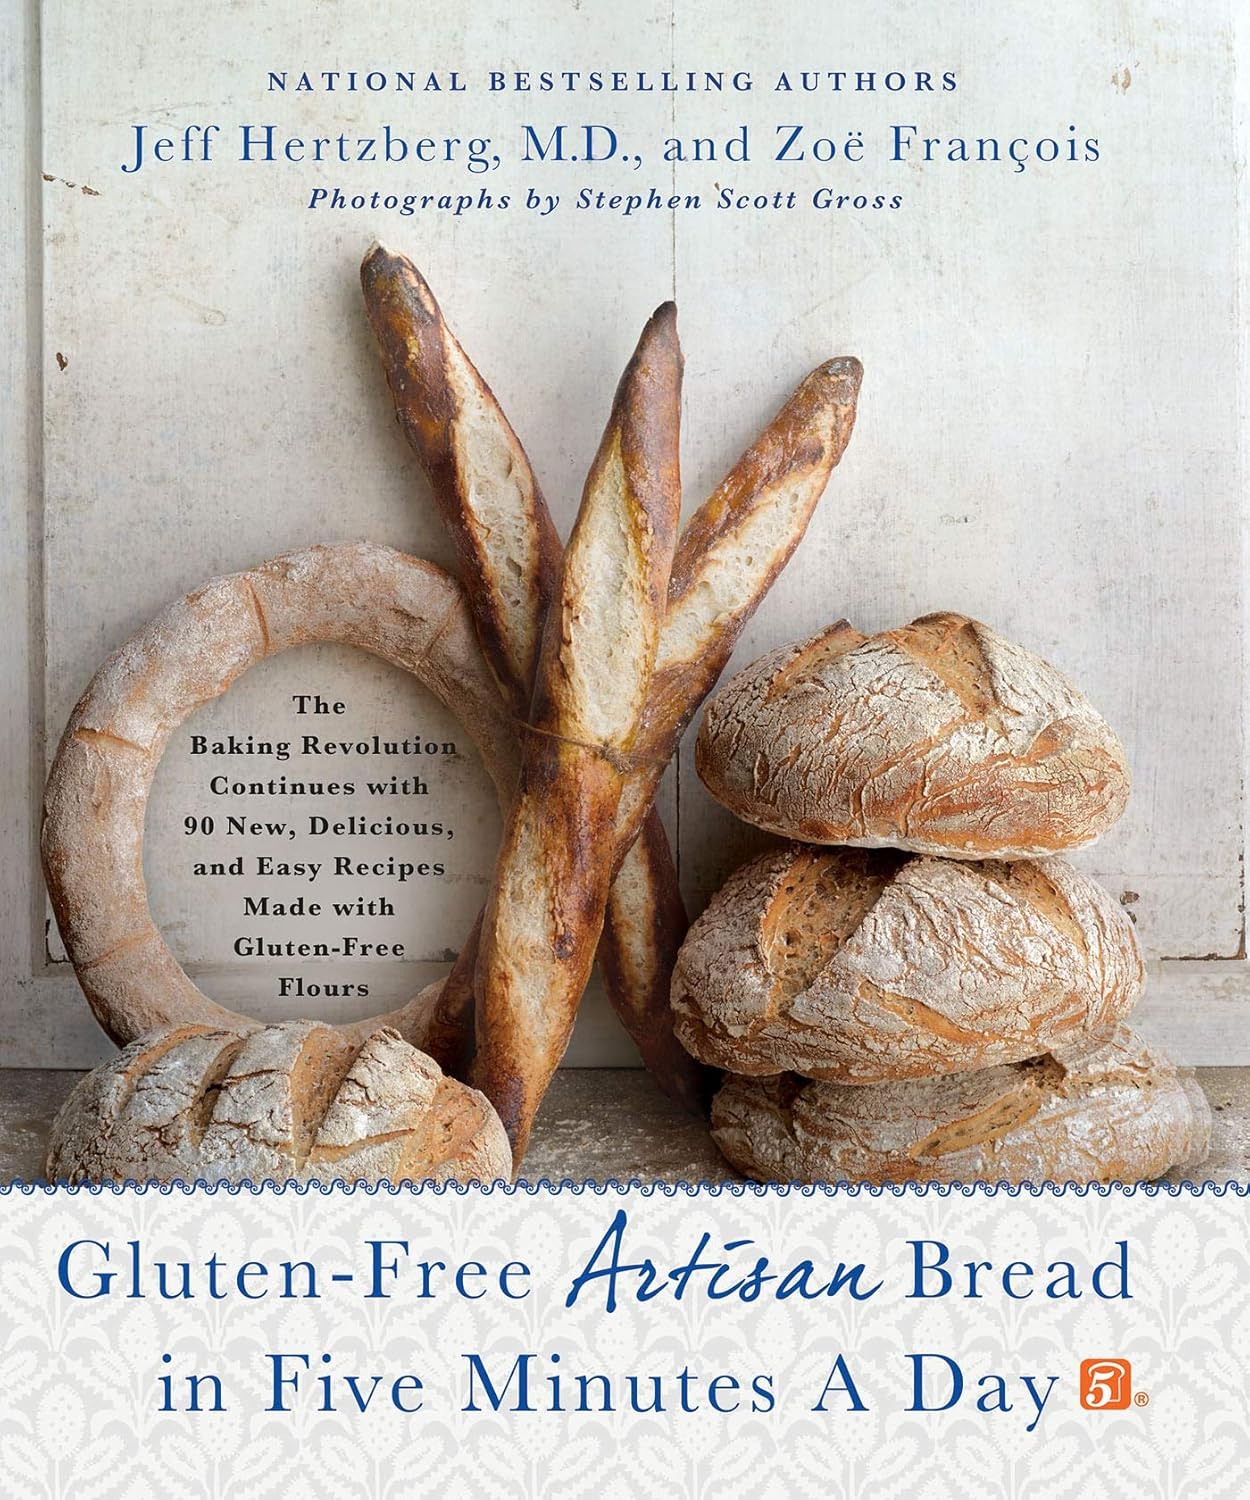 NATIONAL BESTSELLING AUTHORS
Jeff Hertzberg, M.D., and Zoë François
Photographs by Stephen Scott Gross
The
Baking Revolution
Continues with
90 New, Delicious,
and Easy Recipes
Made with
Gluten-Free
Flours
Gluten-Free Artisan Bread
in Five Minutes A Day 5®